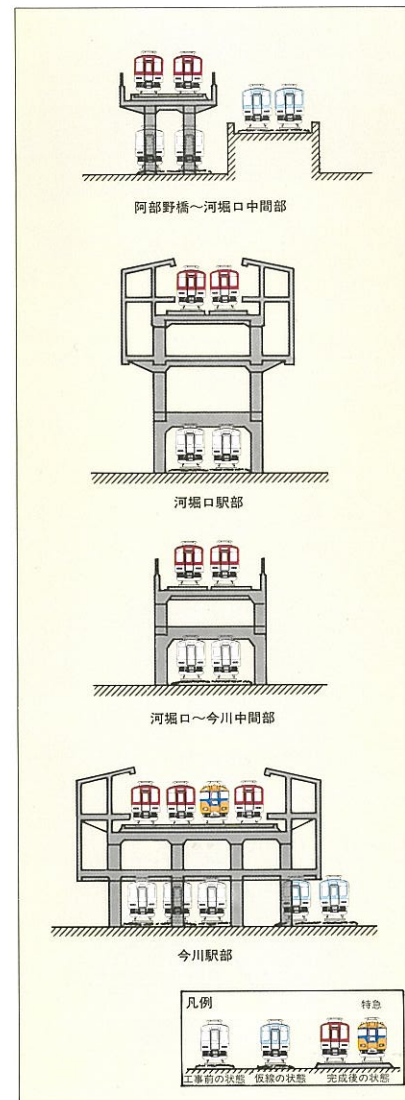 阿部野橋〜河堀口中間部
河堀口駅部
河堀口〜今川中間部
今川駅部
凡例
特急
工事前の状態 仮線の状態 完成後の状態